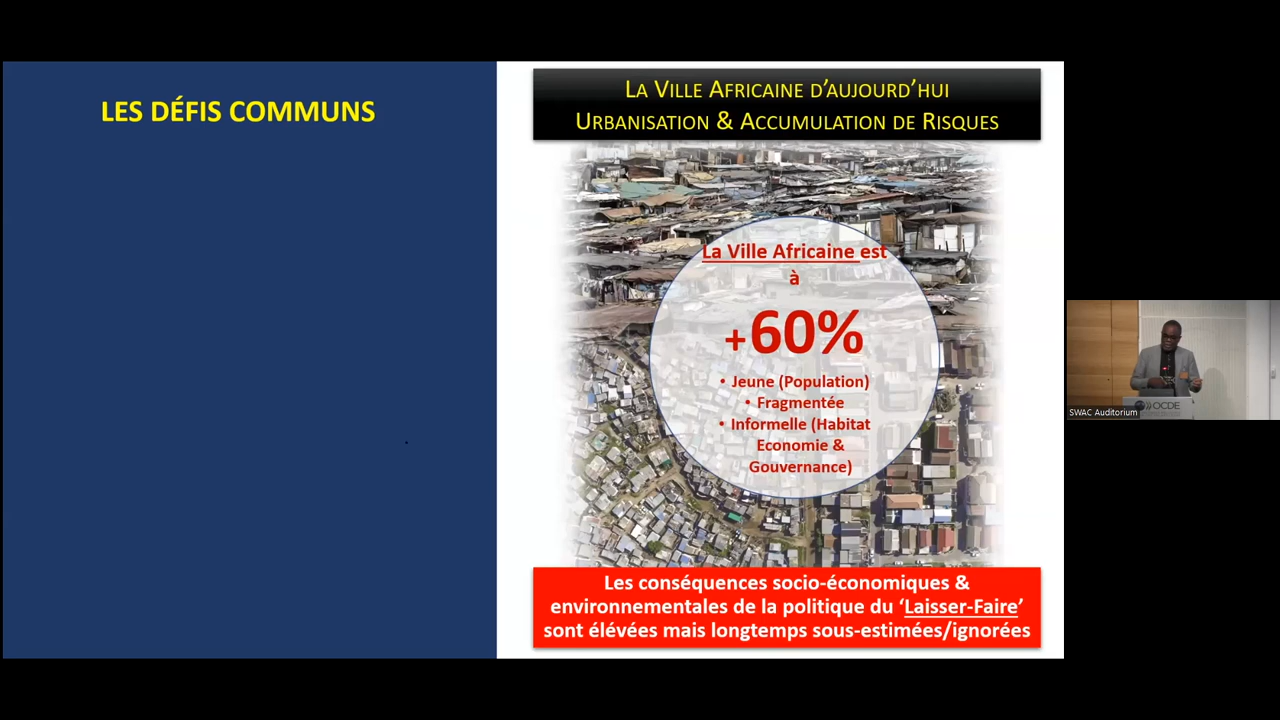 LES DÉFIS COMMUNS
LA VILLE AFRICAINE D'AUJOURD'HUI
URBANISATION & ACCUMULATION DE RISQUES
La Ville Africaine est
à
+60%
• Jeune (Population)
• Fragmentée
• Informelle (Habitat
Economie &
Gouvernance)
Les conséquences socio-économiques &
environnementales de la politique du ‘Laisser-Faire’
sont élévées mais longtemps sous-estimées/ignorées
OCDE
SWAC Auditorium